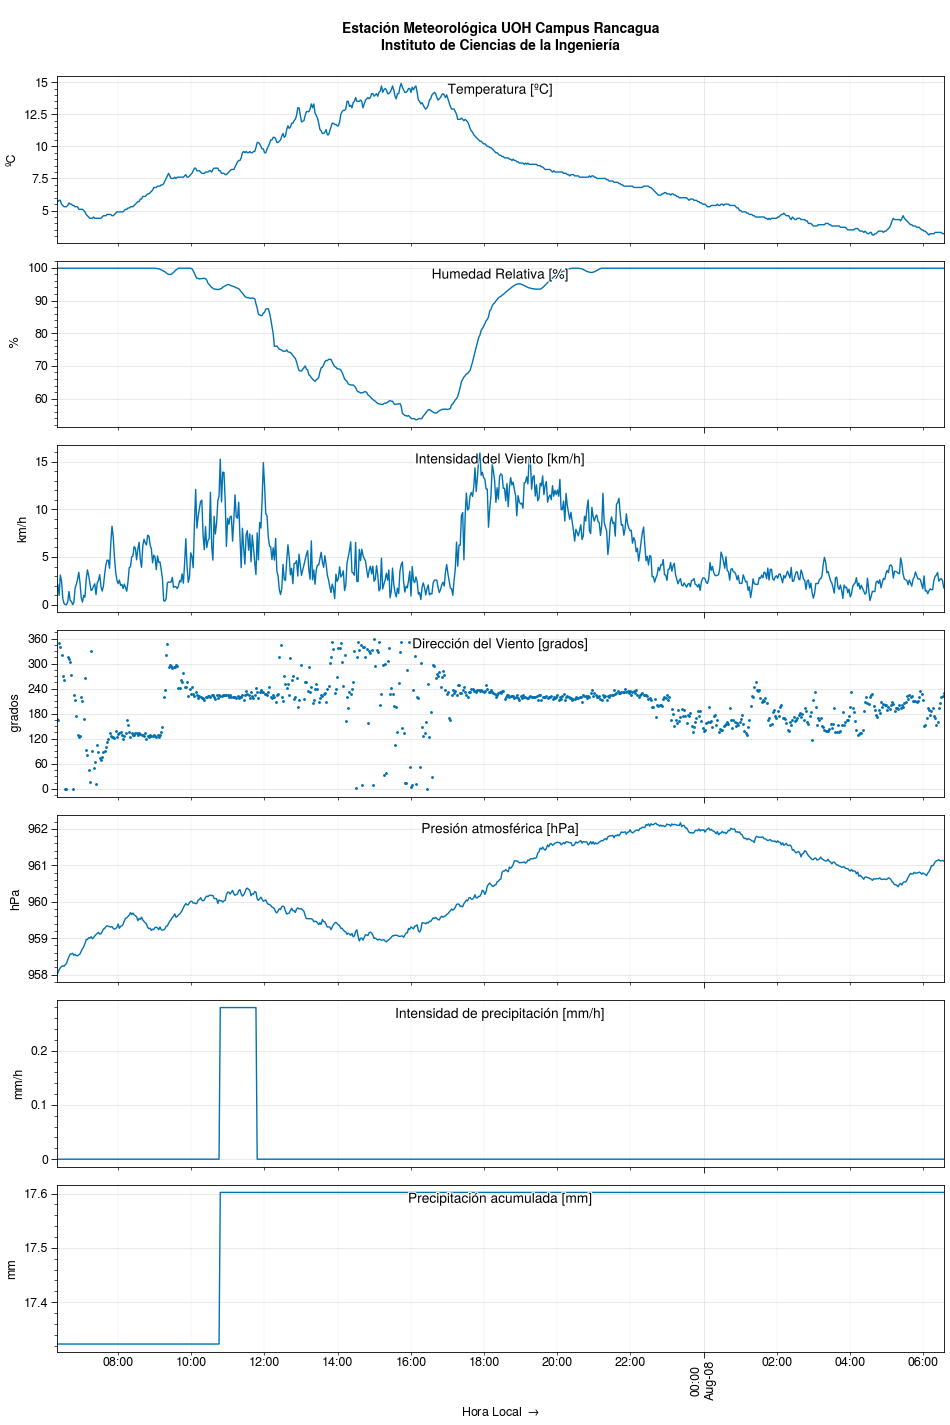 Estación Meteorológica UOH Campus Rancagua
Instituto de Ciencias de la Ingeniería
Temperatura [ºC]
ºC
15
12.5
10
7.5
5
Humedad Relativa [%]
%
100
90
80
70
60
Intensidad del Viento [km/h]
km/h
15
10
5
0
Dirección del Viento [grados]
grados
360
300
240
180
120
60
0
Presión atmosférica [hPa]
hPa
962
961
960
959
958
Intensidad de precipitación [mm/h]
mm/h
0.2
0.1
0
Precipitación acumulada [mm]
mm
17.6
17.5
17.4
08:00 10:00 12:00 14:00 16:00 18:00 20:00 22:00 00:00 02:00 04:00 06:00
Aug-08
Hora Local →